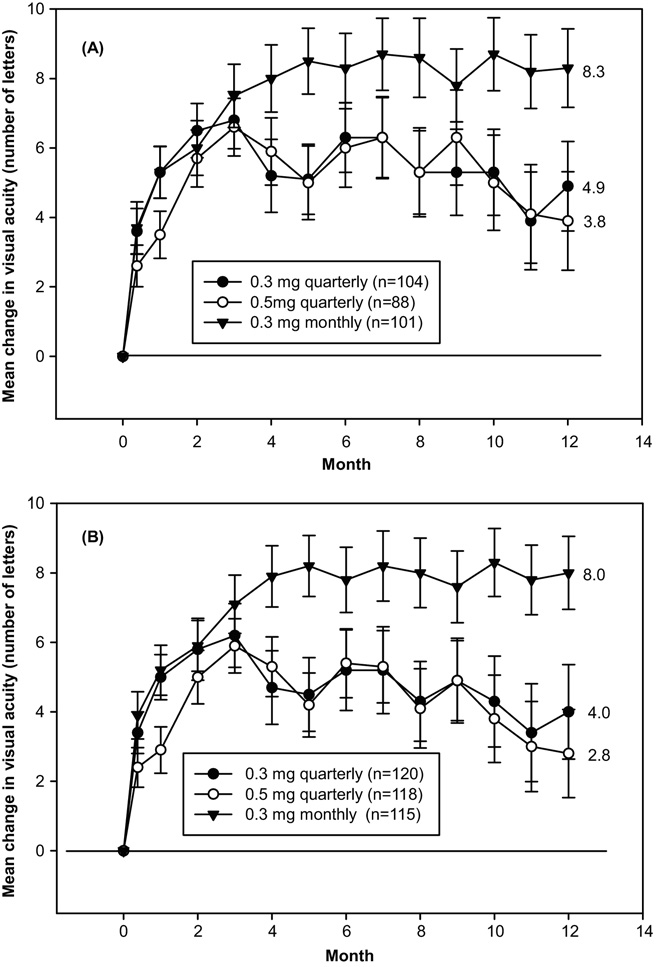 (A)
Mean change in visual acuity (number of letters)
10
8
6
4
2
0
8.3
4.9
3.8
0.3 mg quarterly (n=104)
0.5mg quarterly (n=88)
0.3 mg monthly (n=101)
0 2 4 6 8 10 12 14
Month
(B)
Mean change in visual acuity (number of letters)
10
8
6
4
2
0
8.0
4.0
2.8
0.3 mg quarterly (n=120)
0.5 mg quarterly (n=118)
0.3 mg monthly (n=115)
0 2 4 6 8 10 12 14
Month